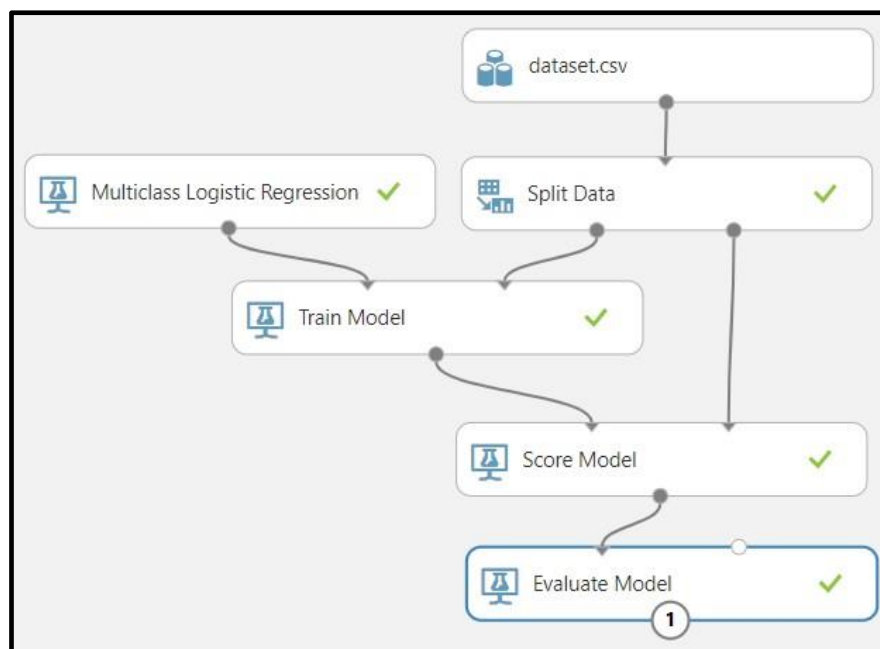 dataset.csv
Multiclass Logistic Regression
Split Data
Train Model
Score Model
Evaluate Model
1